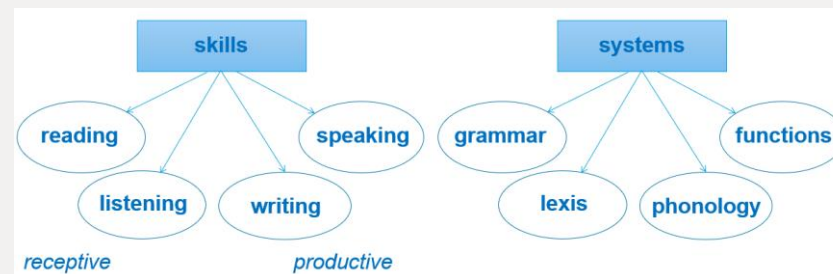 skills systems
reading speaking grammar functions
listening writing lexis phonology
receptive productive